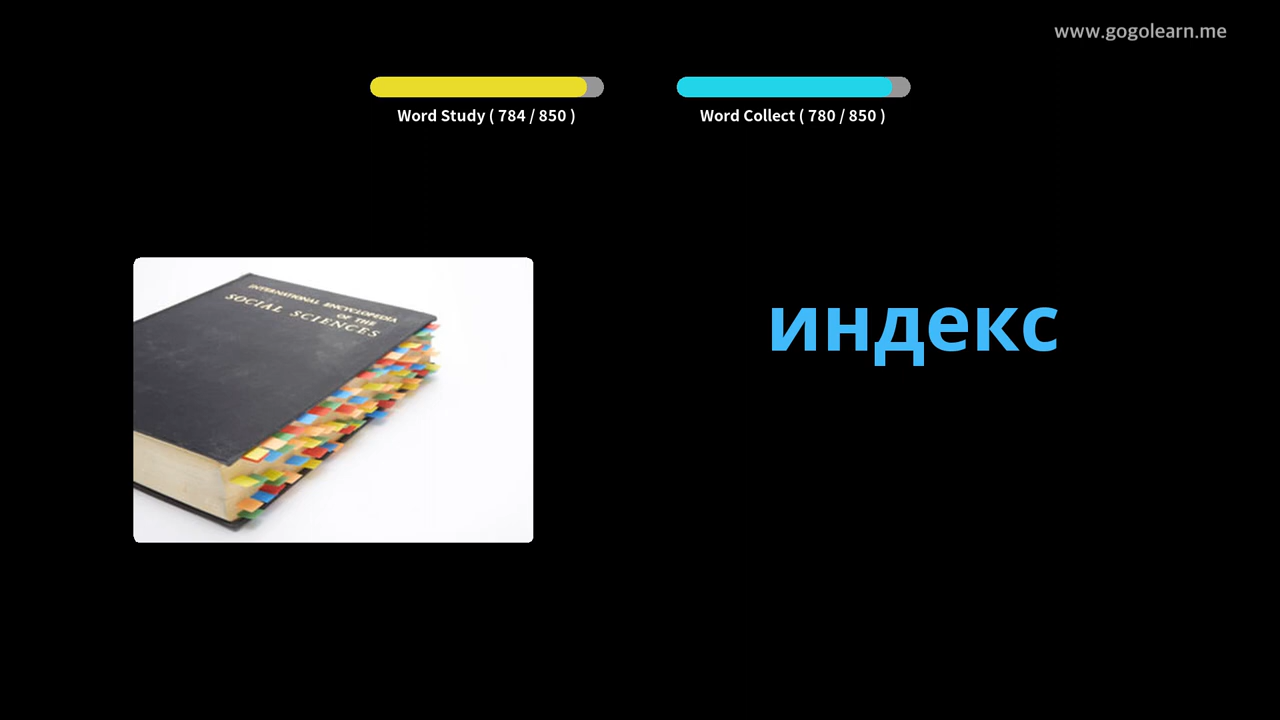 www.gogolearn.me
Word Study ( 784 / 850 )
Word Collect ( 780 / 850 )
INTERNATIONAL ENCYCLOPEDIA
OF THE
SOCIAL SCIENCES
индекс